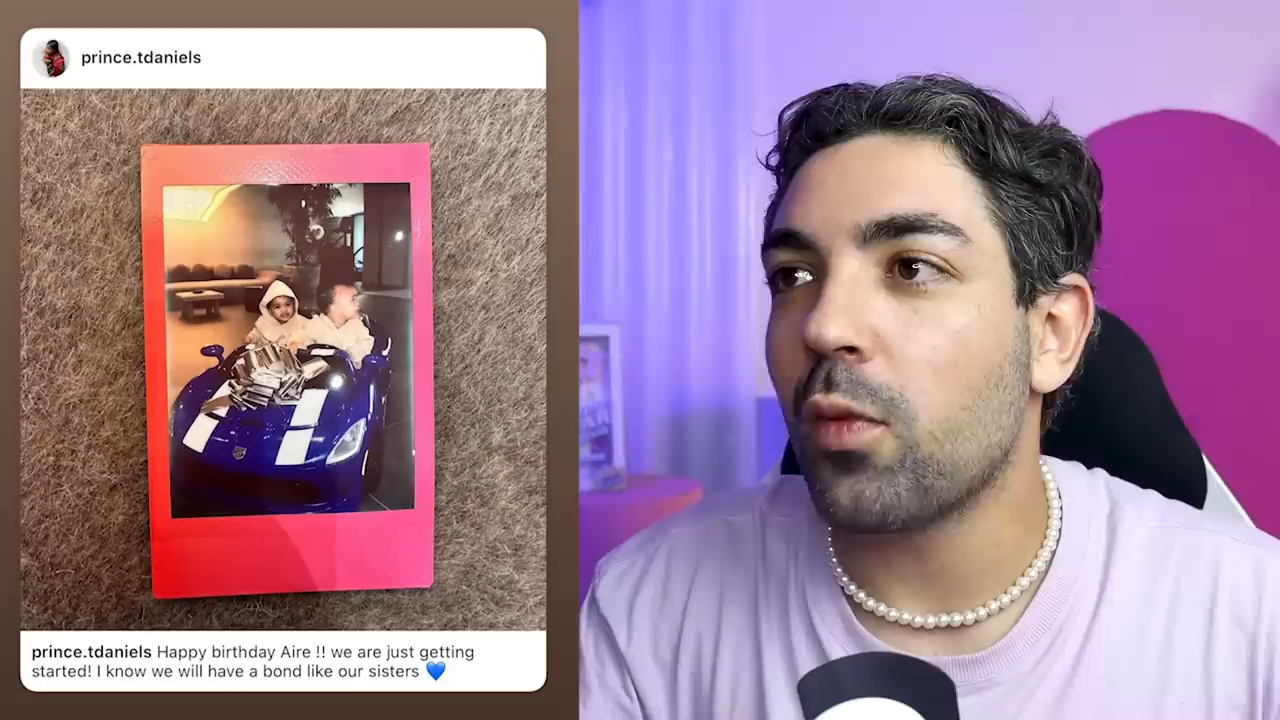 prince.tdaniels
prince.tdaniels Happy birthday Aire !! we are just getting
started! I know we will have a bond like our sisters 💙